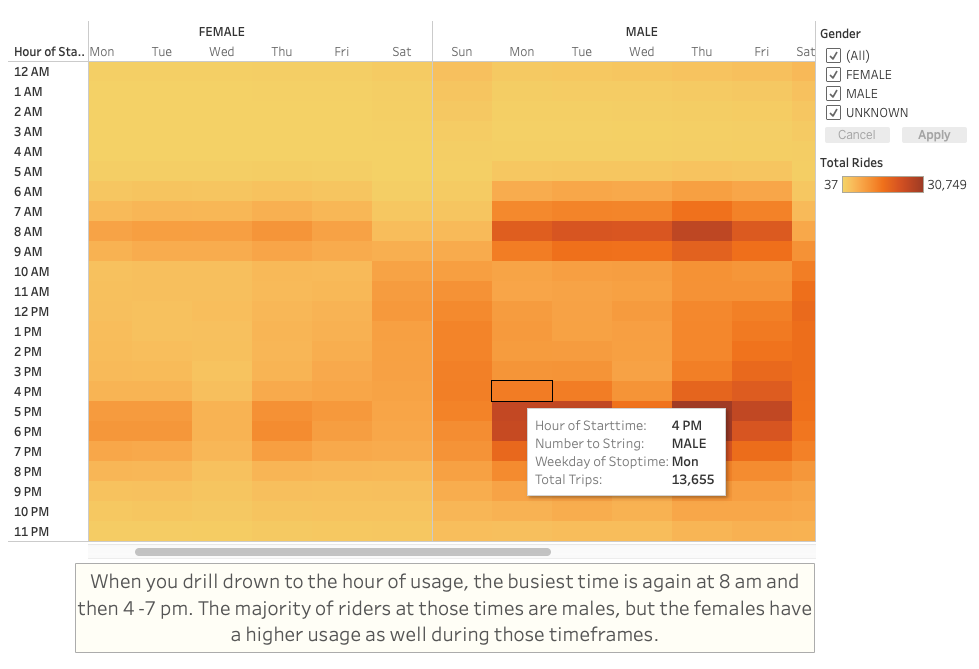 FEMALE
MALE
Hour of Sta..
Mon
Tue
Wed
Thu
Fri
Sat
Sun
Mon
Tue
Wed
Thu
Fri
Sat
12 AM
1 AM
2 AM
3 AM
4 AM
5 AM
6 AM
7 AM
8 AM
9 AM
10 AM
11 AM
12 PM
1 PM
2 PM
3 PM
4 PM
5 PM
6 PM
7 PM
8 PM
9 PM
10 PM
11 PM
Hour of Starttime: 4 PM
Number to String: MALE
Weekday of Stoptime: Mon
Total Trips: 13,655
Gender
(All)
FEMALE
MALE
UNKNOWN
Cancel
Apply
Total Rides
37
30,749
When you drill drown to the hour of usage, the busiest time is again at 8 am and
then 4 -7 pm. The majority of riders at those times are males, but the females have
a higher usage as well during those timeframes.